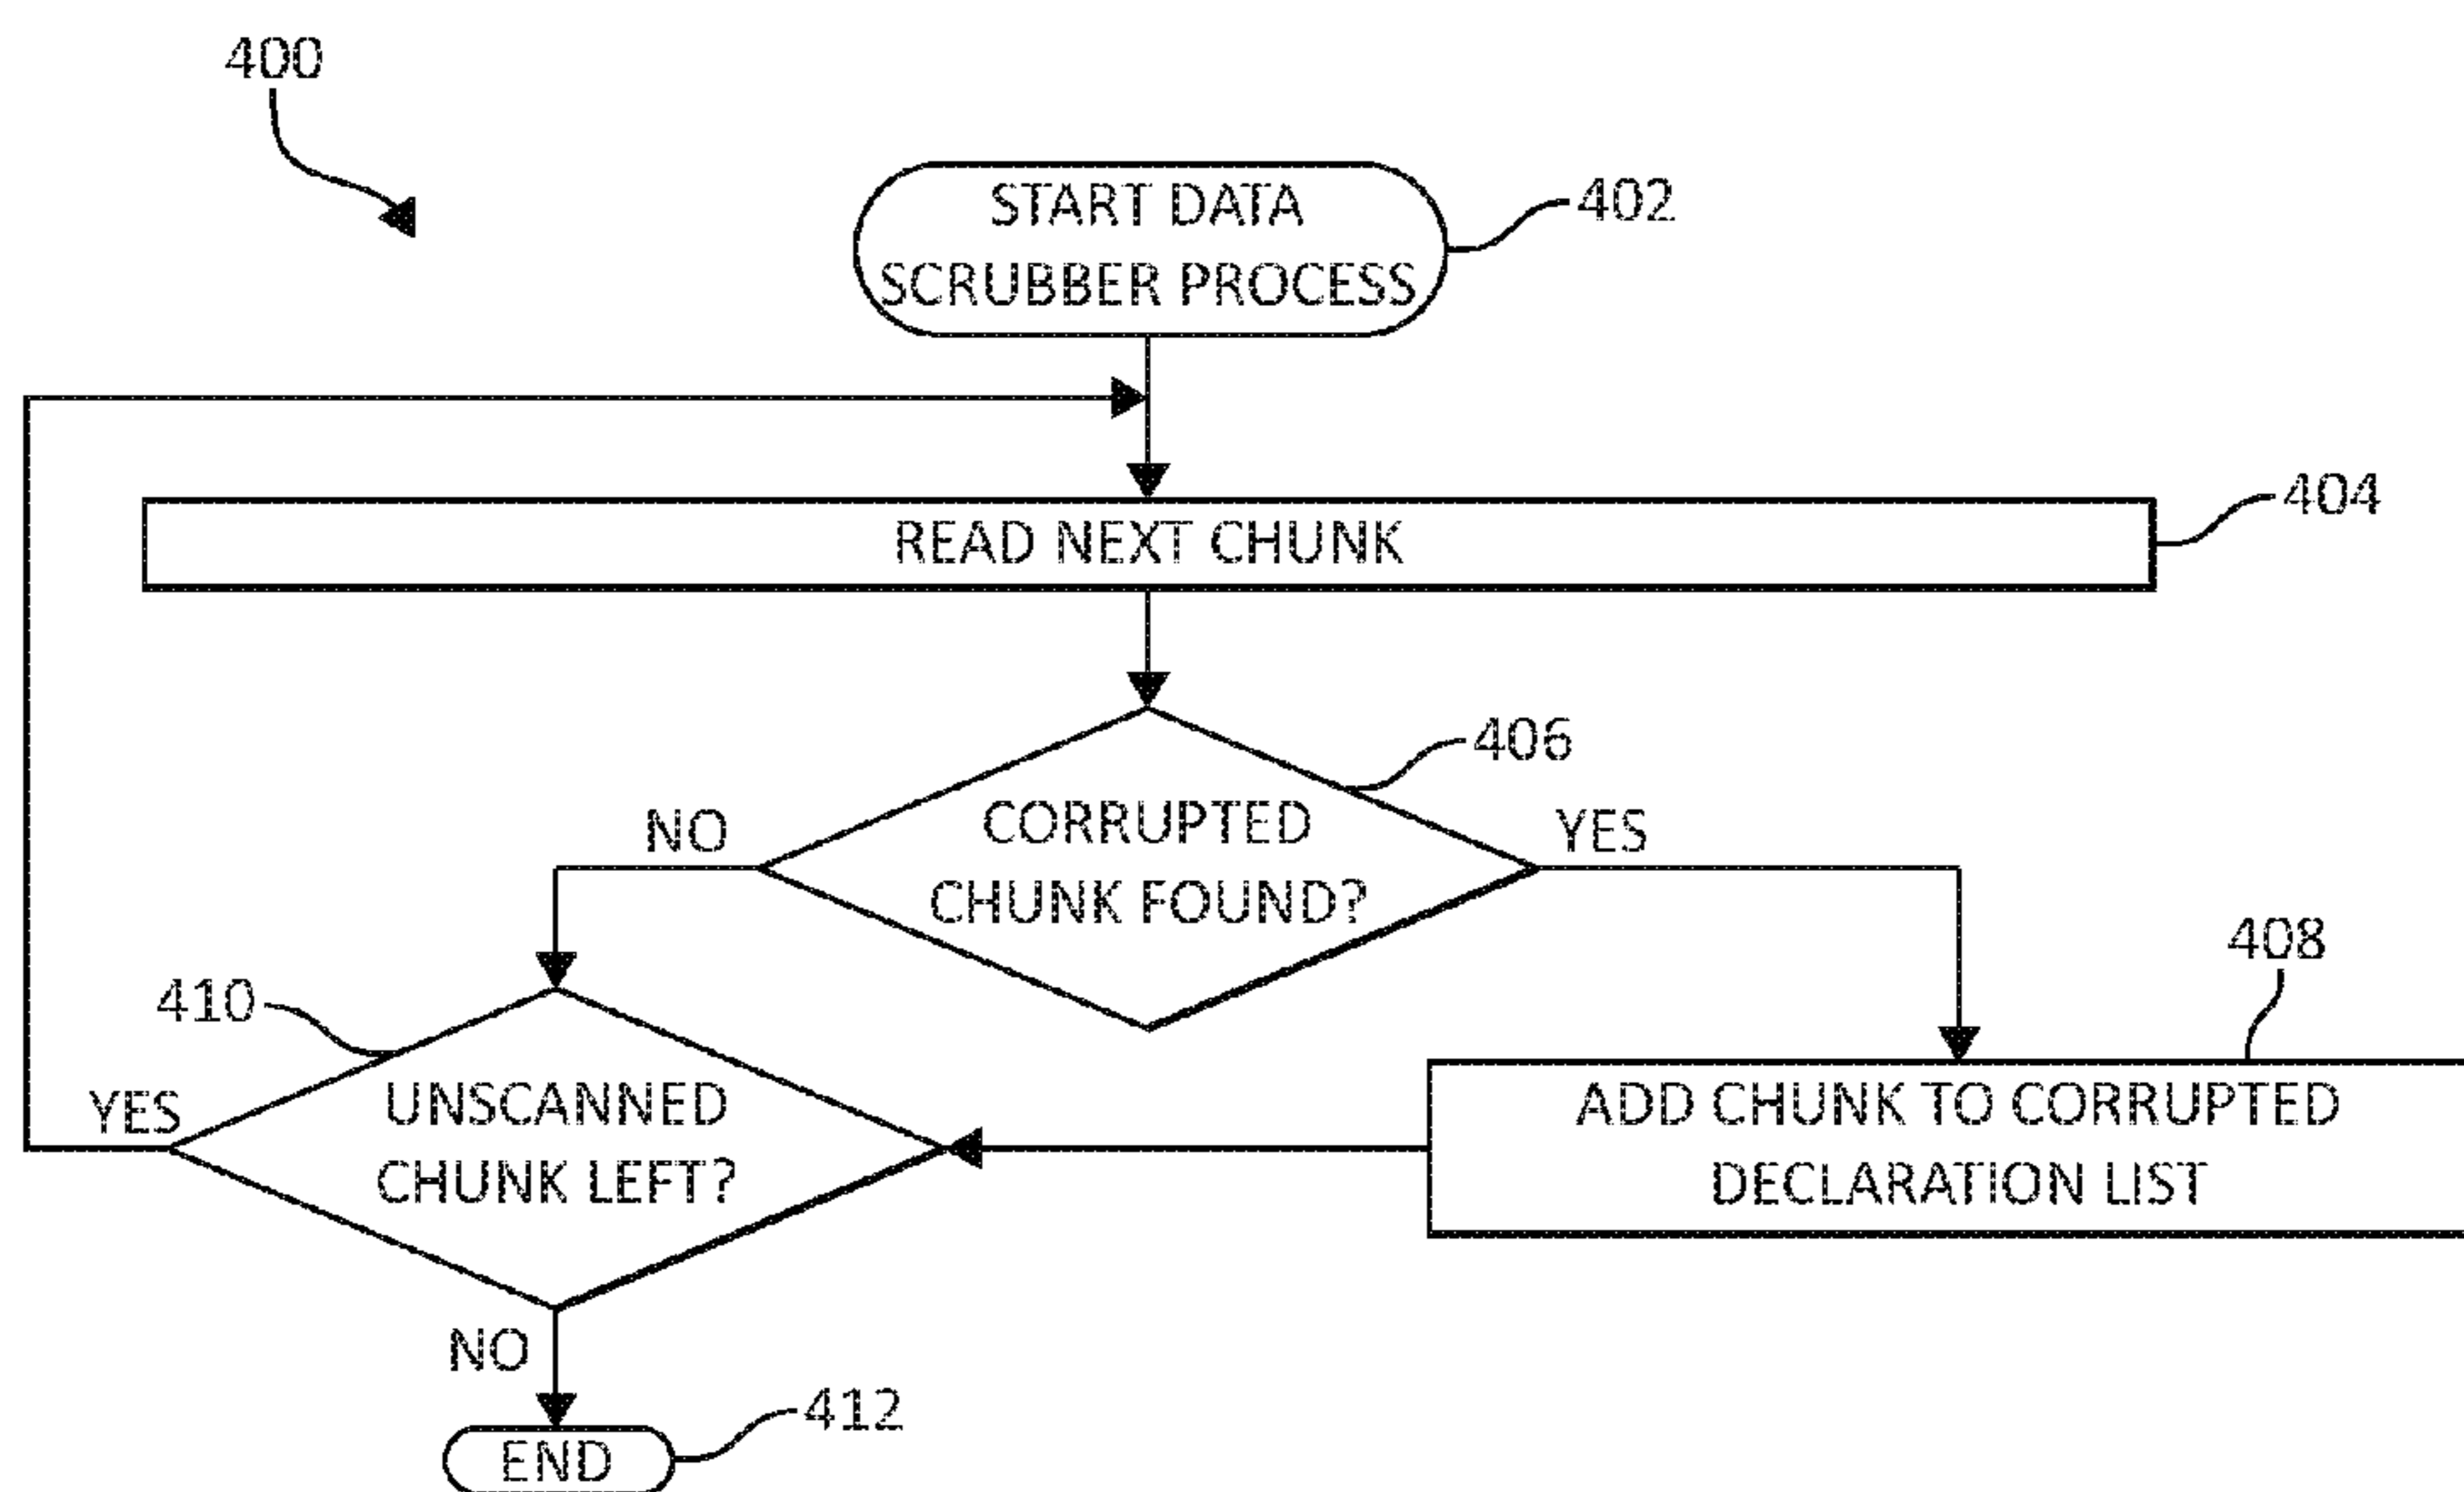 400
START DATA
SCRUBBER PROCESS
402
READ NEXT CHUNK
404
406
CORRUPTED
CHUNK FOUND?
NO
YES
408
410
UNSCANNED
CHUNK LEFT?
YES
ADD CHUNK TO CORRUPTED
DECLARATION LIST
NO
412
END